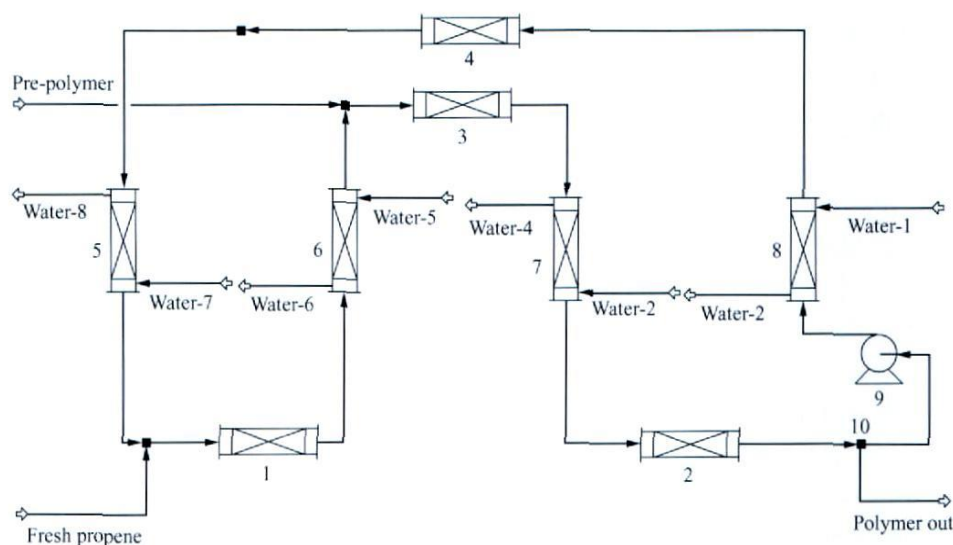 4
Pre-polymer
3
Water-8
Water-5
Water-4
Water-1
5
6
7
8
Water-7
Water-6
Water-2
Water-2
9
10
1
2
Fresh propene
Polymer out